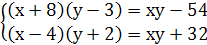 (x + 8)(y − 3) = xy − 54
(x − 4)(y + 2) = xy + 32